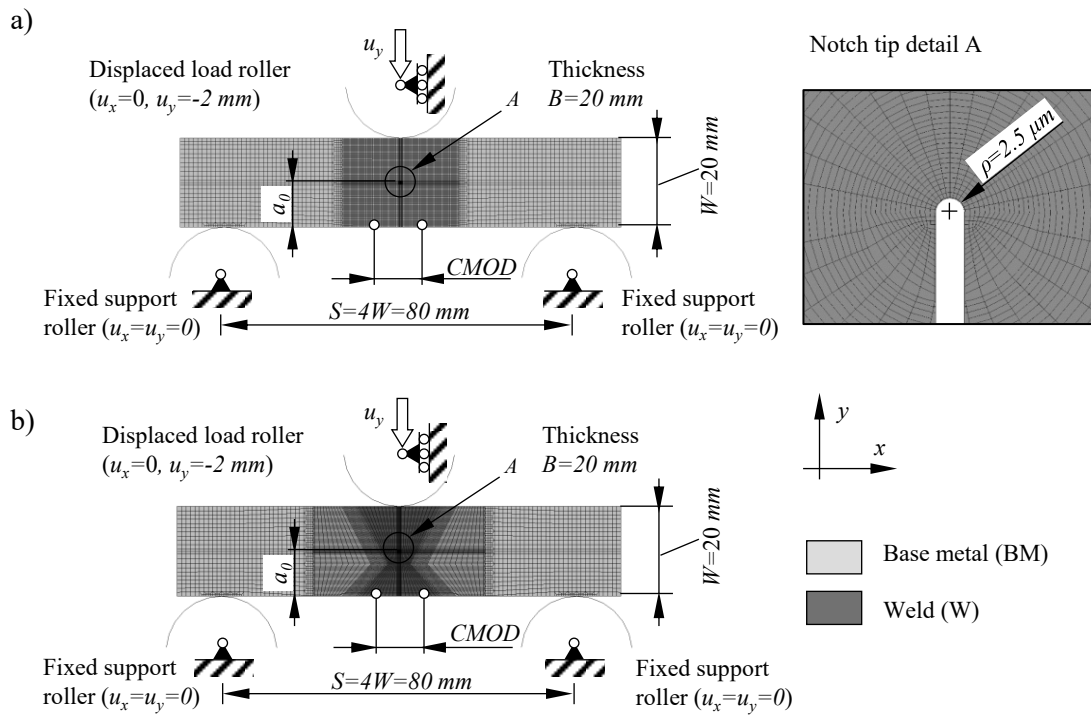 a)
u_y
Displaced load roller
(u_x=0, u_y=-2 mm)
Thickness
B=20 mm
A
Notch tip detail A
ρ=2.5 μm
a_0
W=20 mm
CMOD
Fixed support
roller (u_x=u_y=0)
S=4W=80 mm
Fixed support
roller (u_x=u_y=0)
b)
u_y
Displaced load roller
(u_x=0, u_y=-2 mm)
Thickness
B=20 mm
A
y
x
a_0
W=20 mm
CMOD
Fixed support
roller (u_x=u_y=0)
S=4W=80 mm
Fixed support
roller (u_x=u_y=0)
Base metal (BM)
Weld (W)